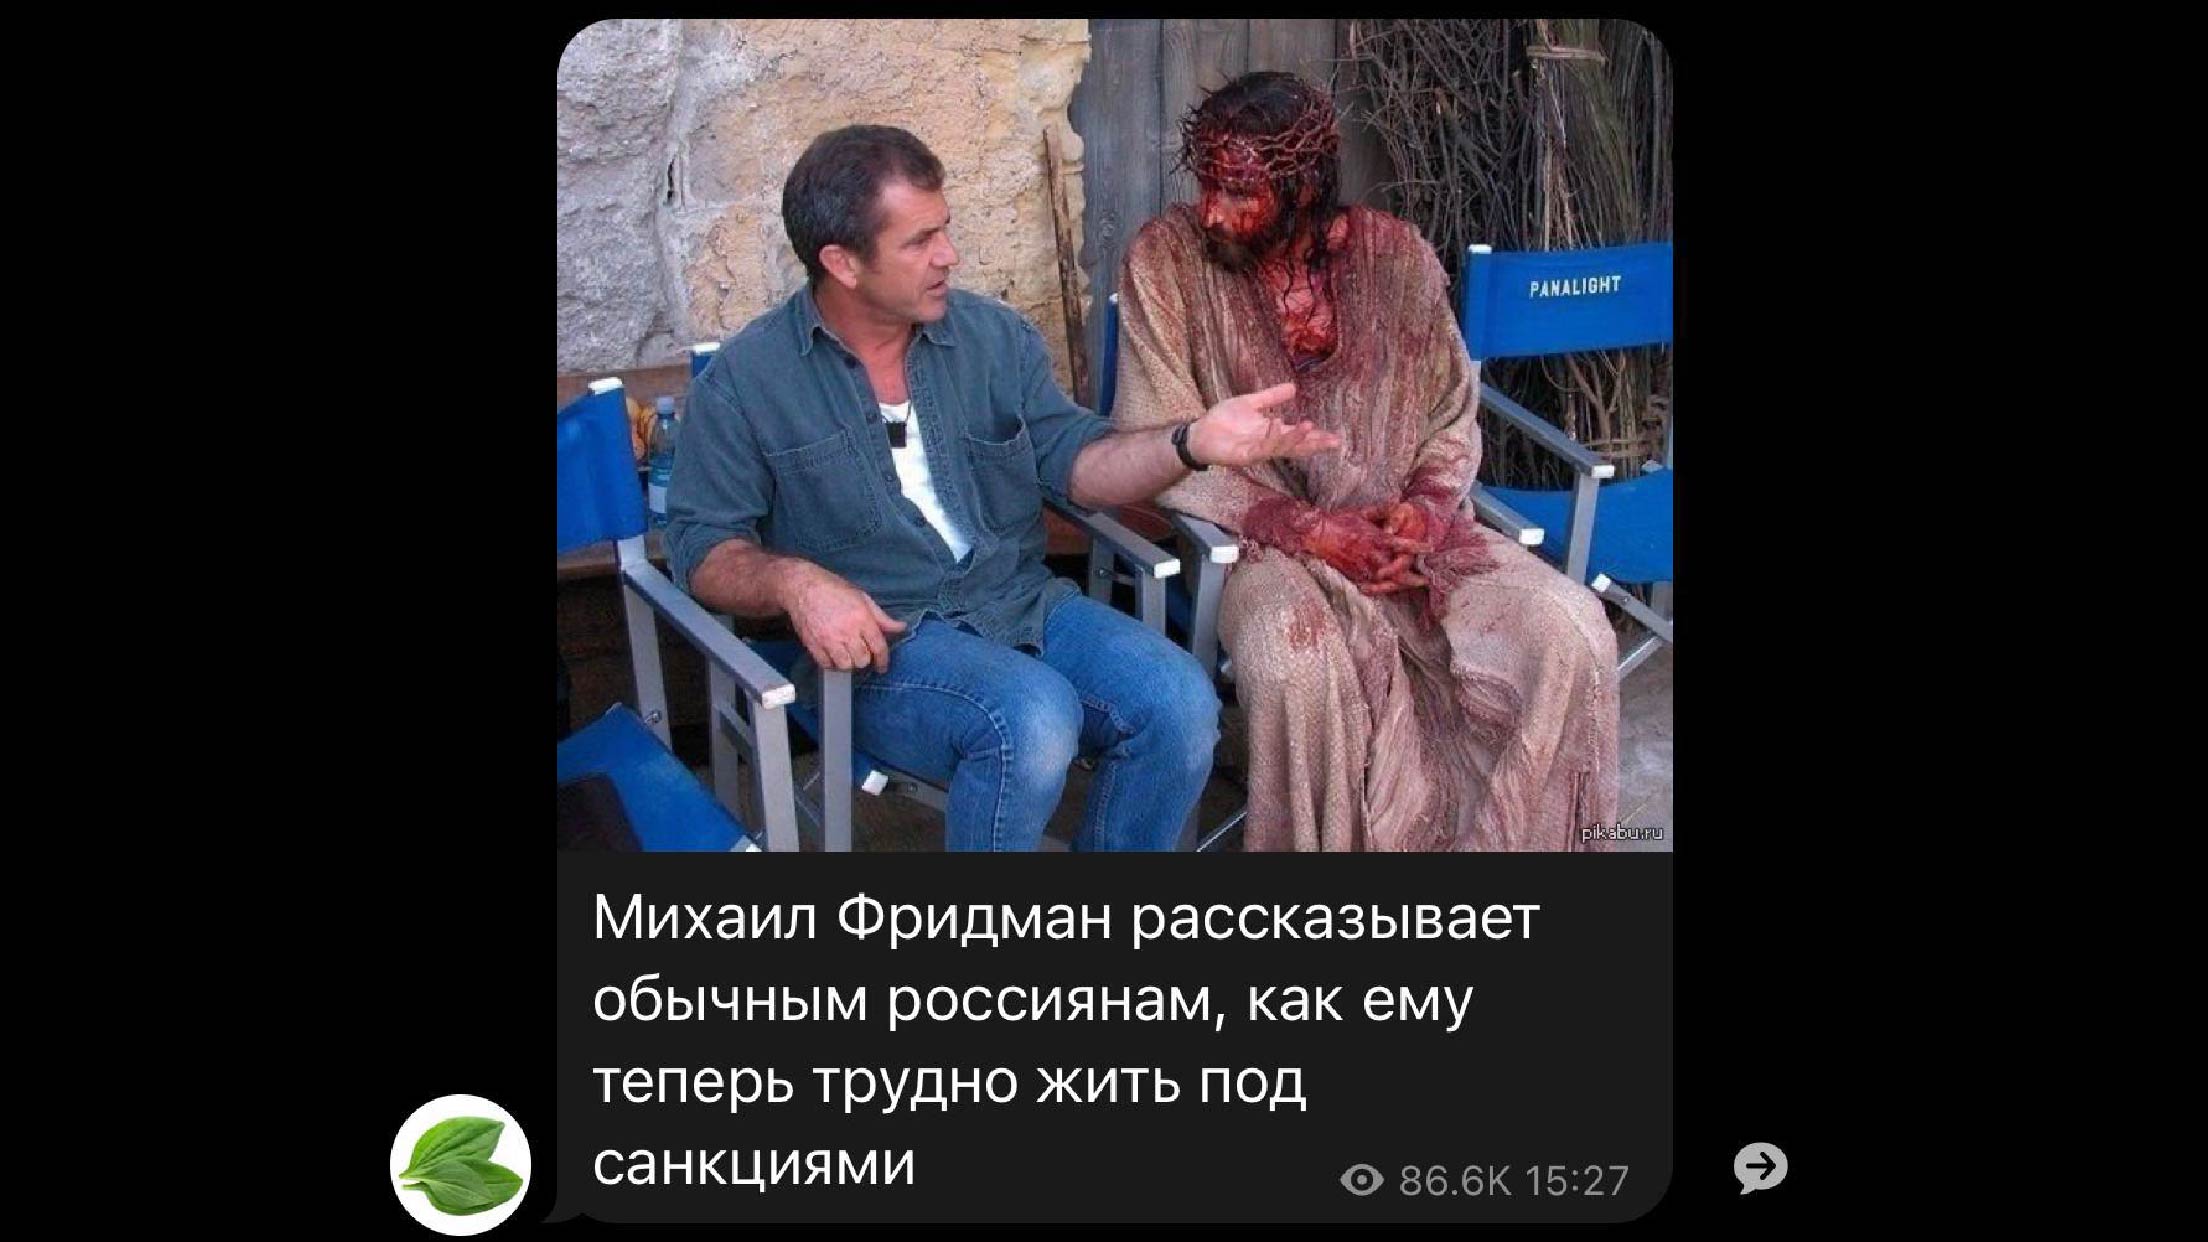 PANALIGHT
pikabu.ru
Михаил Фридман рассказывает
обычным россиянам, как ему
теперь трудно жить под
санкциями
86.6K 15:27